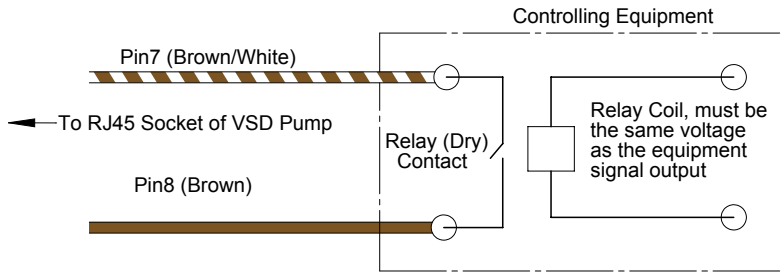 Controlling Equipment
Pin7 (Brown/White)
To RJ45 Socket of VSD Pump
Relay (Dry)
Contact
Relay Coil, must be
the same voltage
as the equipment
signal output
Pin8 (Brown)